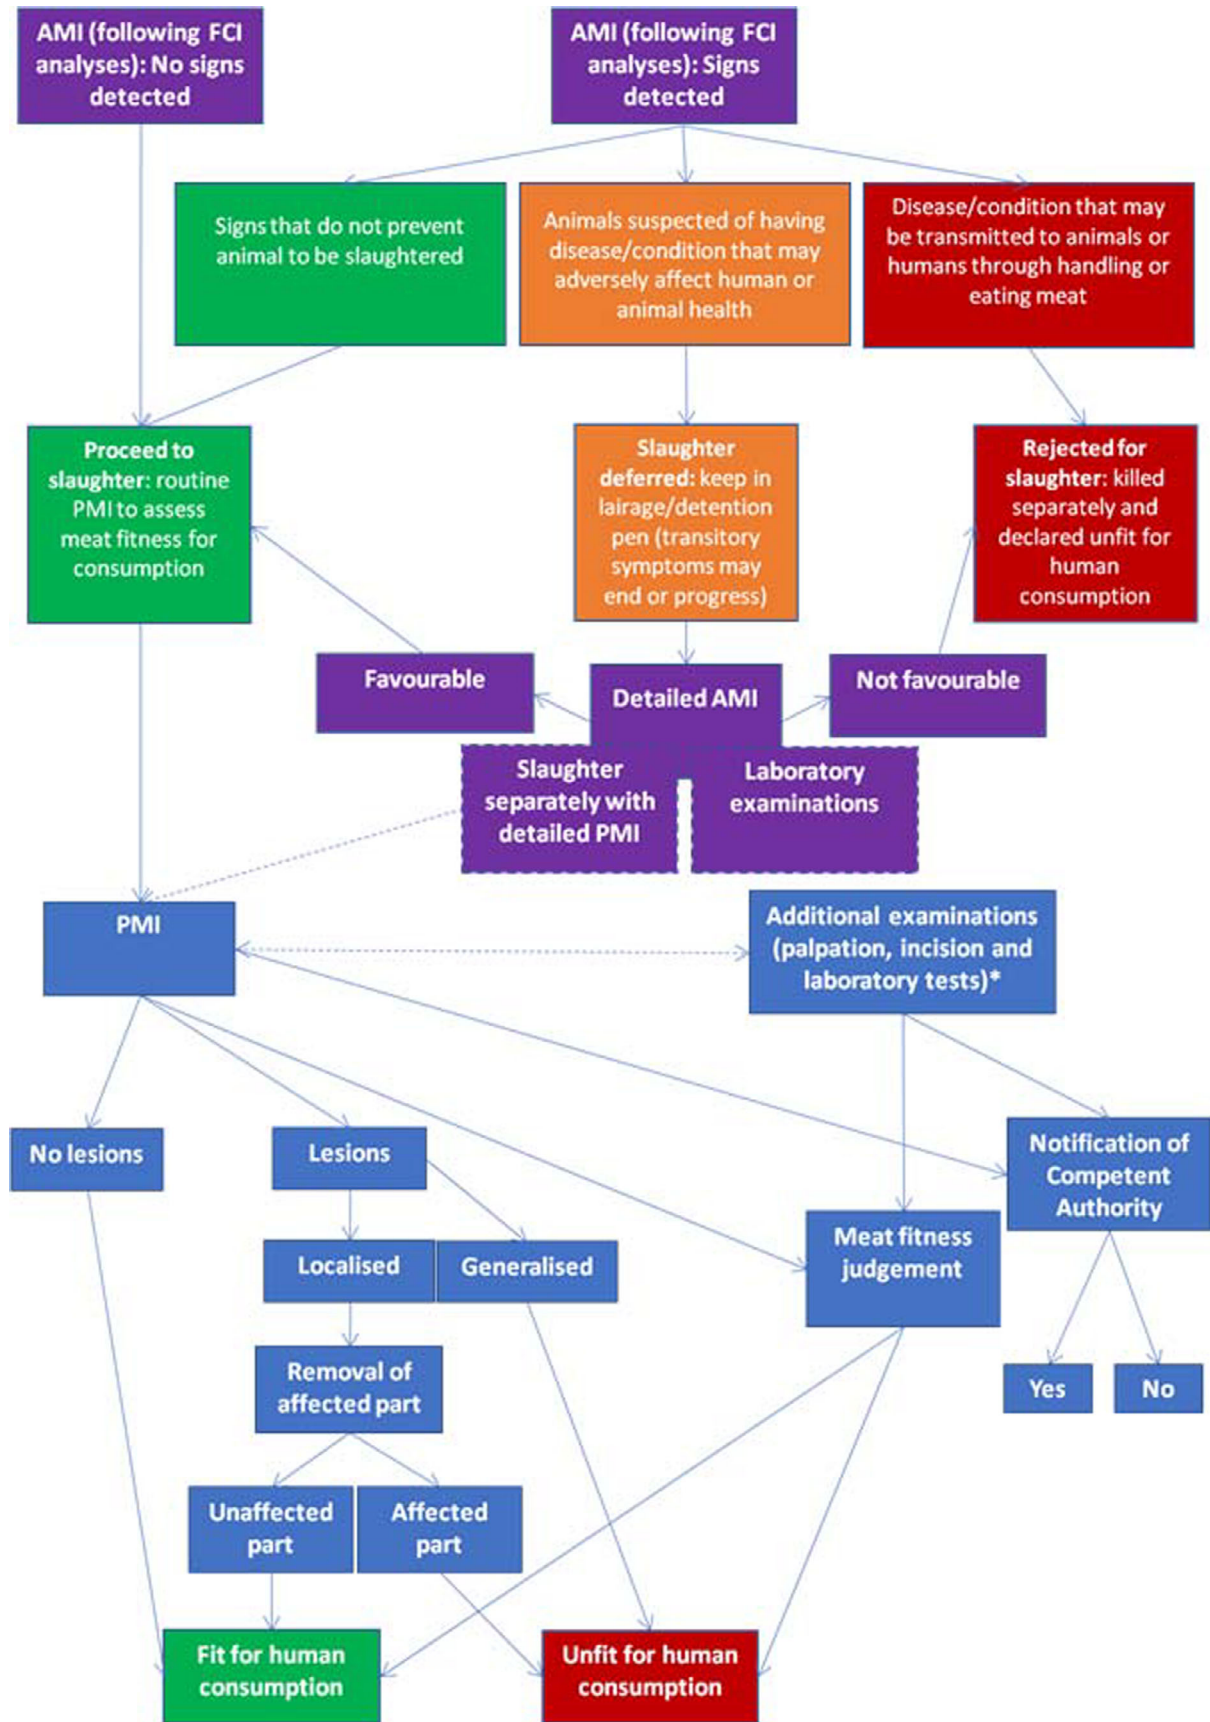 AMI (following FCI
analyses): No signs
detected
AMI (following FCI
analyses): Signs
detected
Signs that do not prevent
animal to be slaughtered
Animals suspected of having
disease/condition that may
adversely affect human or
animal health
Disease/condition that may
be transmitted to animals or
humans through handling or
eating meat
Proceed to
slaughter: routine
PMI to assess
meat fitness for
consumption
Slaughter
deferred: keep in
lairage/detention
pen (transitory
symptoms may
end or progress)
Rejected for
slaughter: killed
separately and
declared unfit for
human
consumption
Favourable
Detailed AMI
Not favourable
Slaughter
separately with
detailed PMI
Laboratory
examinations
PMI
Additional examinations
(palpation, incision and
laboratory tests)*
No lesions
Lesions
Notification of
Competent
Authority
Localised
Generalised
Meat fitness
judgement
Removal of
affected part
Yes
No
Unaffected
part
Affected
part
Fit for human
consumption
Unfit for human
consumption